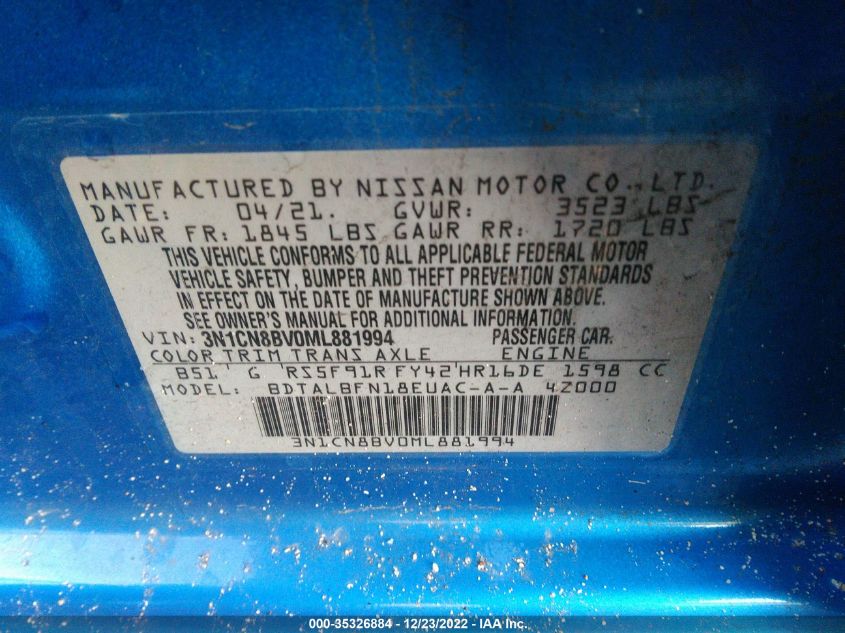 MANUFACTURED BY NISSAN MOTOR CO., LTD.
DATE: 04/21. GVWR: 3523 LBS
GAWR FR: 1845 LBS GAWR RR: 1720 LBS
THIS VEHICLE CONFORMS TO ALL APPLICABLE FEDERAL MOTOR
VEHICLE SAFETY, BUMPER AND THEFT PREVENTION STANDARDS
IN EFFECT ON THE DATE OF MANUFACTURE SHOWN ABOVE.
SEE OWNER'S MANUAL FOR ADDITIONAL INFORMATION.
VIN: 3N1CN8BV0ML881994 PASSENGER CAR.
COLOR TRIM TRANS AXLE ENGINE
B51' G 'RS5F91R FY42'HR16DE 1598 CC
MODEL: BDTALBFN18EUAC-A-A 4Z000
3N1CN8BV0ML881994
000-35326884 - 12/23/2022 - IAA Inc.